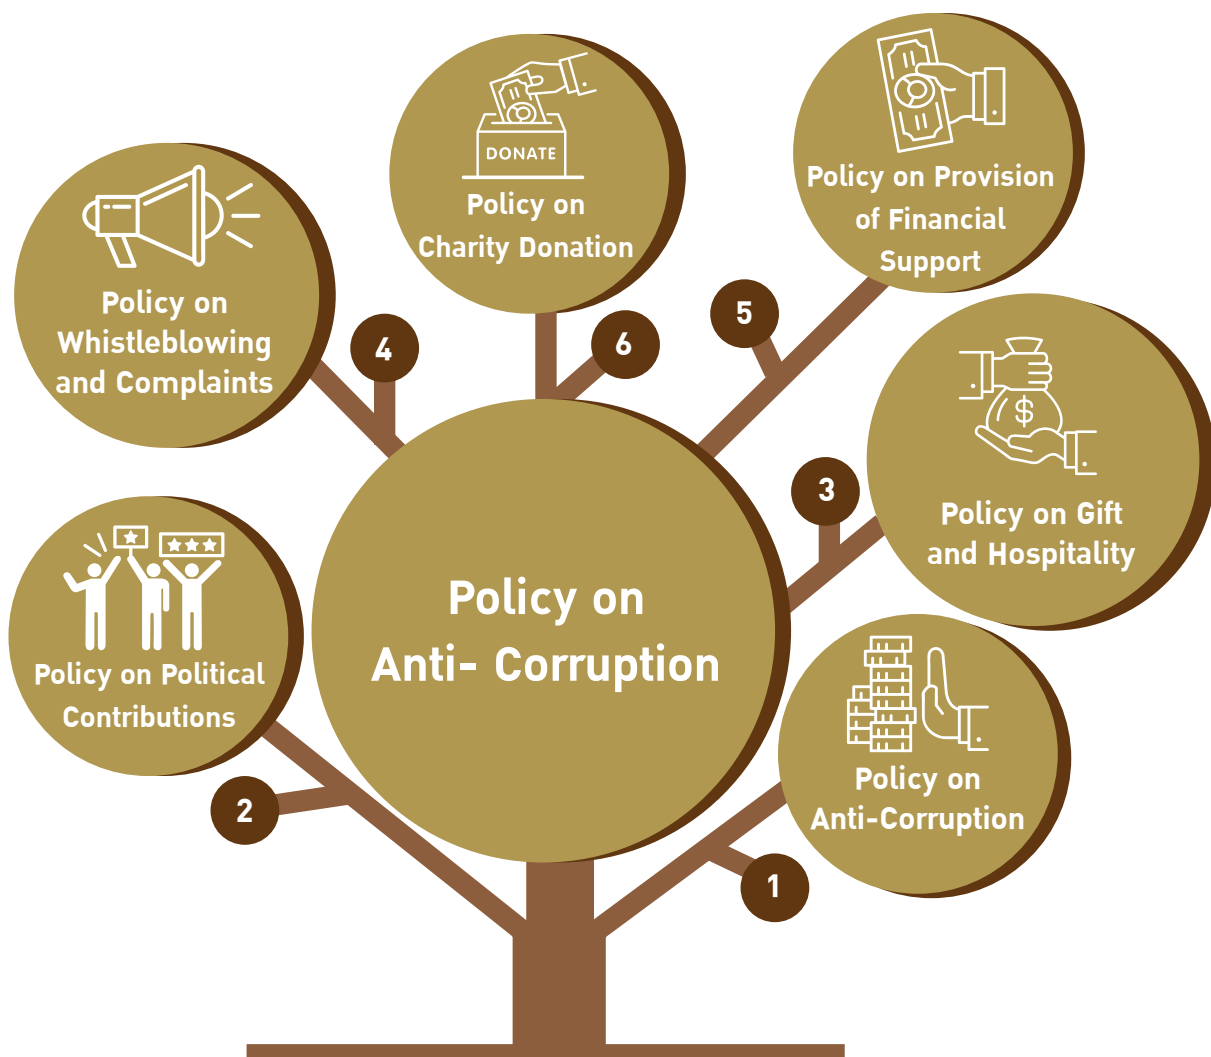 DONATE
Policy on
Charity Donation
Policy on Provision
of Financial
Support
Policy on
Whistleblowing
and Complaints
4
6
5
$
Policy on Gift
and Hospitality
3
Policy on
Anti- Corruption
Policy on Political
Contributions
2
Policy on
Anti-Corruption
1